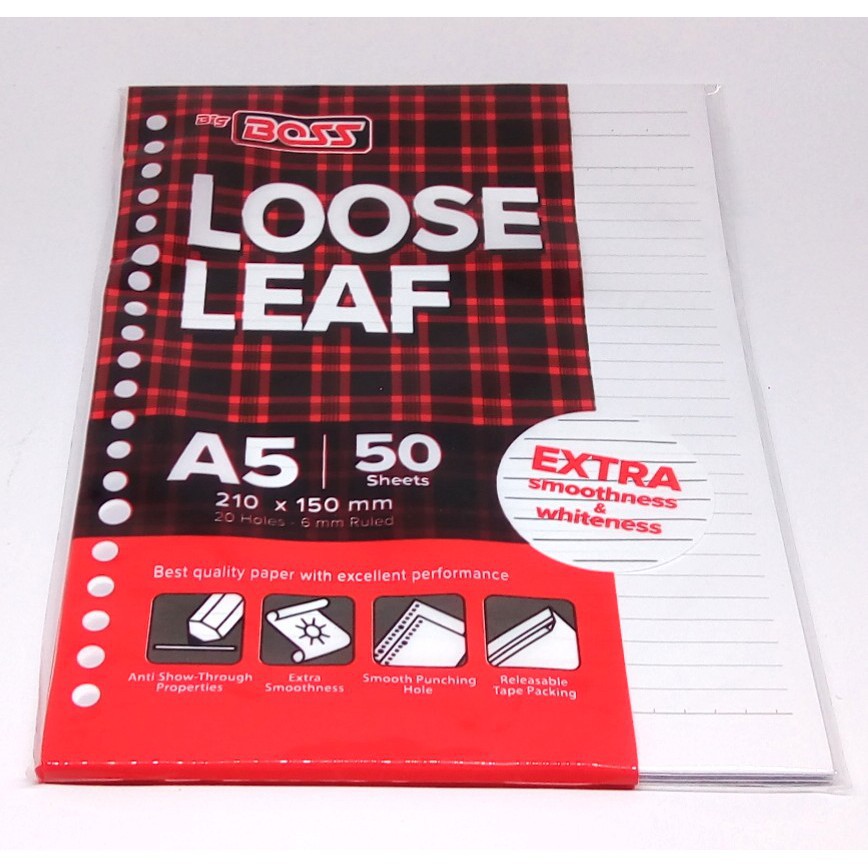 BIG BOSS
LOOSE
LEAF
A5
50
Sheets
210 x 150 mm
20 Holes - 6 mm Ruled
EXTRA
smoothness
&
whiteness
Best quality paper with excellent performance
Anti Show-Through
Properties
Extra
Smoothness
Smooth Punching
Hole
Releasable
Tape Packing